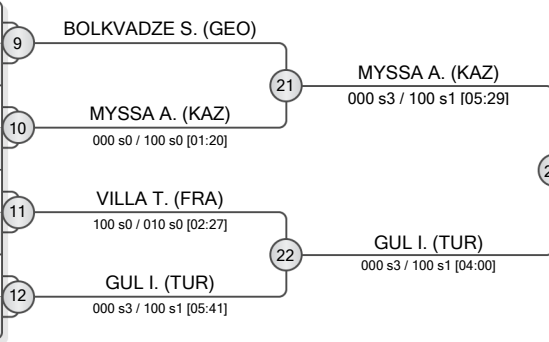 9
BOLKVADZE S. (GEO)
21
MYSSA A. (KAZ)
000 s3 / 100 s1 [05:29]
10
MYSSA A. (KAZ)
000 s0 / 100 s0 [01:20]
11
VILLA T. (FRA)
100 s0 / 010 s0 [02:27]
22
GUL I. (TUR)
000 s3 / 100 s1 [04:00]
12
GUL I. (TUR)
000 s3 / 100 s1 [05:41]